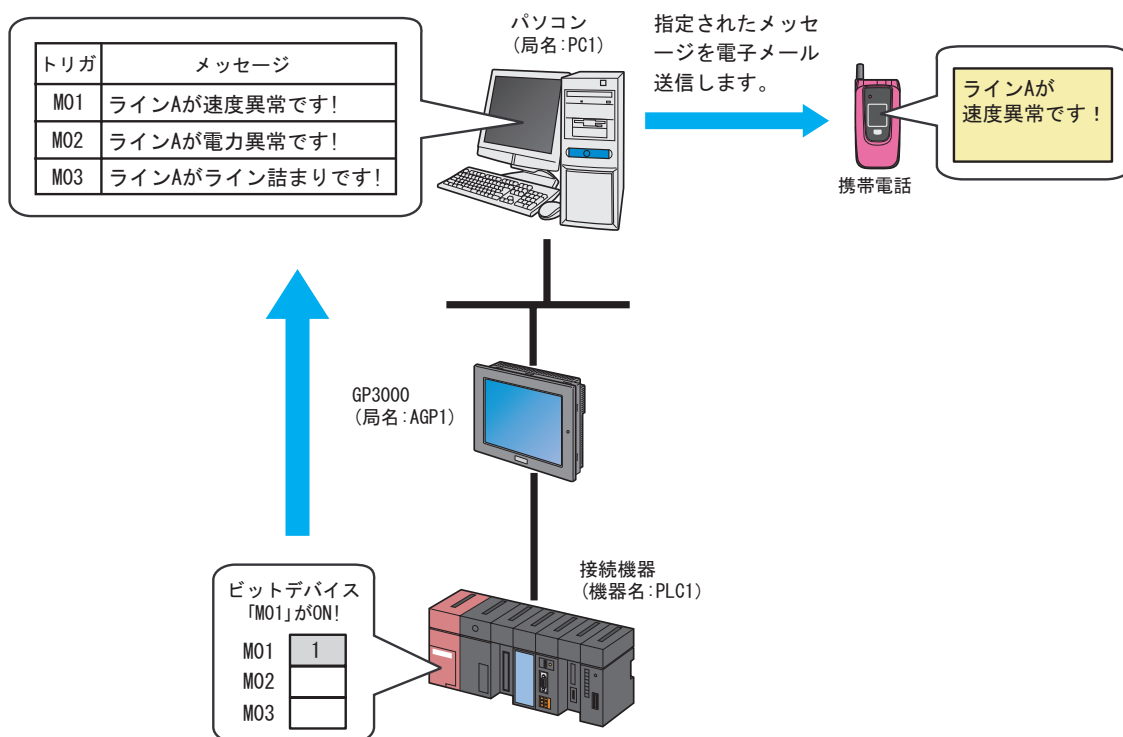 パソコン
(局名:PC1)
指定されたメッセ
ージを電子メール
送信します。
トリガ メッセージ
M01 ラインAが速度異常です!
M02 ラインAが電力異常です!
M03 ラインAがライン詰まりです!
ラインAが
速度異常です！
携帯電話
GP3000
(局名:AGP1)
接続機器
(機器名:PLC1)
ビットデバイス
「M01」がON!
M01 1
M02
M03